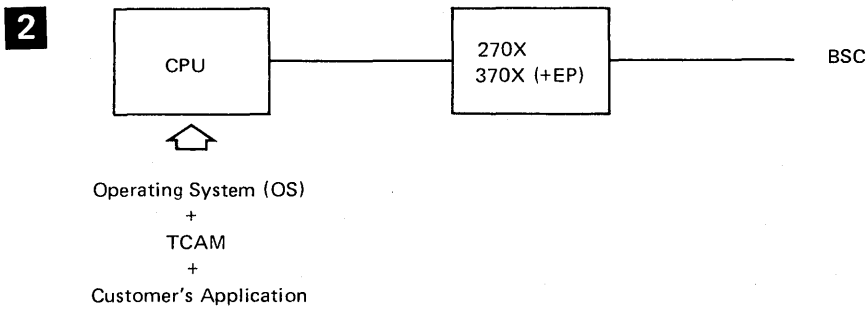 2
CPU
270X
370X (+EP)
BSC
Operating System (OS)
+
TCAM
+
Customer's Application